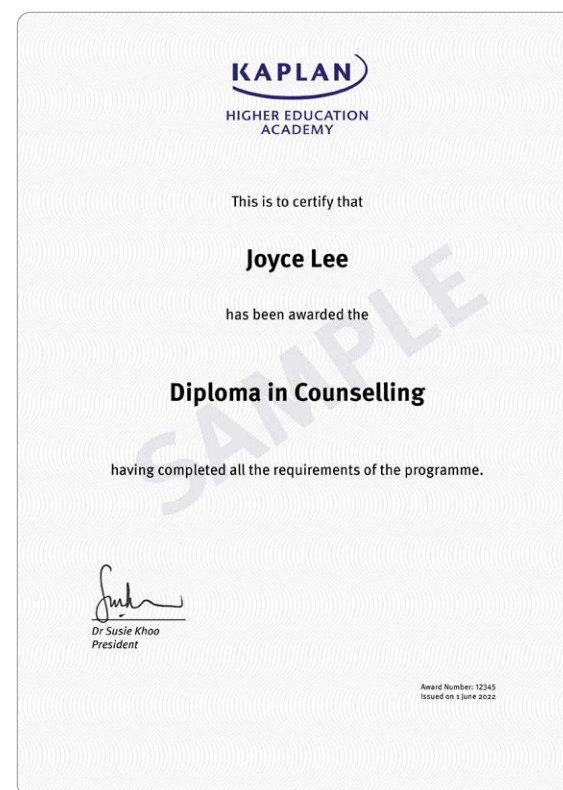 KAPLAN
HIGHER EDUCATION
ACADEMY
This is to certify that
Joyce Lee
has been awarded the
SAMPLE
Diploma in Counselling
having completed all the requirements of the programme.
Dr Susie Khoo
President
Award Number: 12345
Issued on 1 June 2022